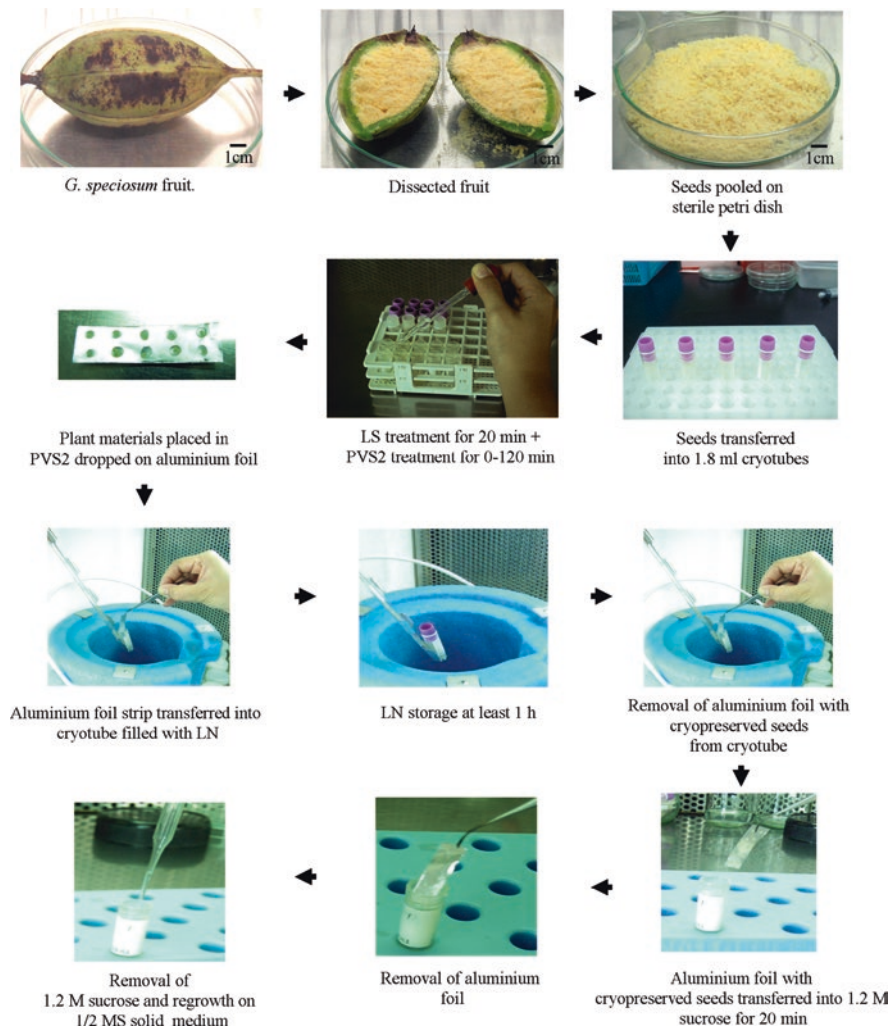 1cm
1cm
1cm
G. speciosum fruit.
Dissected fruit
Seeds pooled on
sterile petri dish
Plant materials placed in
PVS2 dropped on aluminium foil
LS treatment for 20 min +
PVS2 treatment for 0-120 min
Seeds transferred
into 1.8 ml cryotubes
Aluminium foil strip transferred into
cryotube filled with LN
LN storage at least 1 h
Removal of aluminium foil with
cryopreserved seeds
from cryotube
Removal of
1.2 M sucrose and regrowth on
1/2 MS solid medium
Removal of aluminium
foil
Aluminium foil with
cryopreserved seeds transferred into 1.2 M
sucrose for 20 min